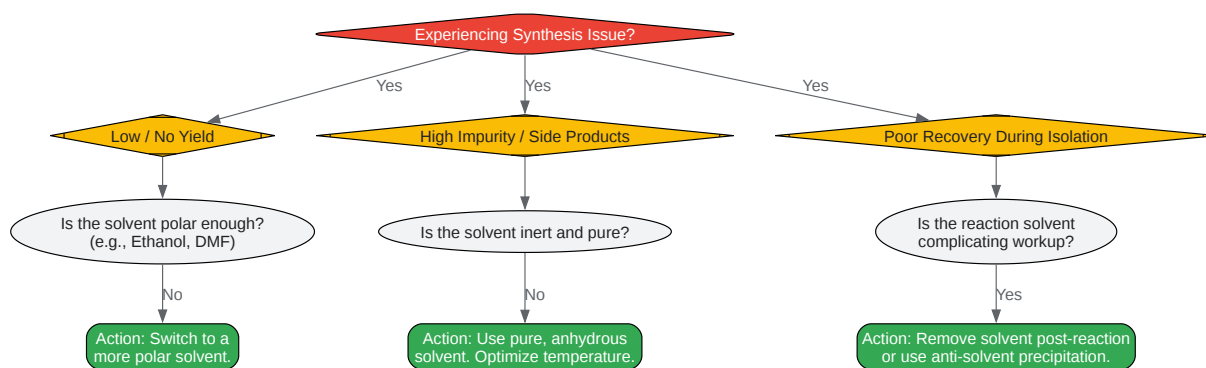 Experiencing Synthesis Issue?
Yes
Yes
Yes
Low / No Yield
High Impurity / Side Products
Poor Recovery During Isolation
Is the solvent polar enough?
(e.g., Ethanol, DMF)
Is the solvent inert and pure?
Is the reaction solvent
complicating workup?
No
No
Yes
Action: Switch to a
more polar solvent.
Action: Use pure, anhydrous
solvent. Optimize temperature.
Action: Remove solvent post-reaction
or use anti-solvent precipitation.